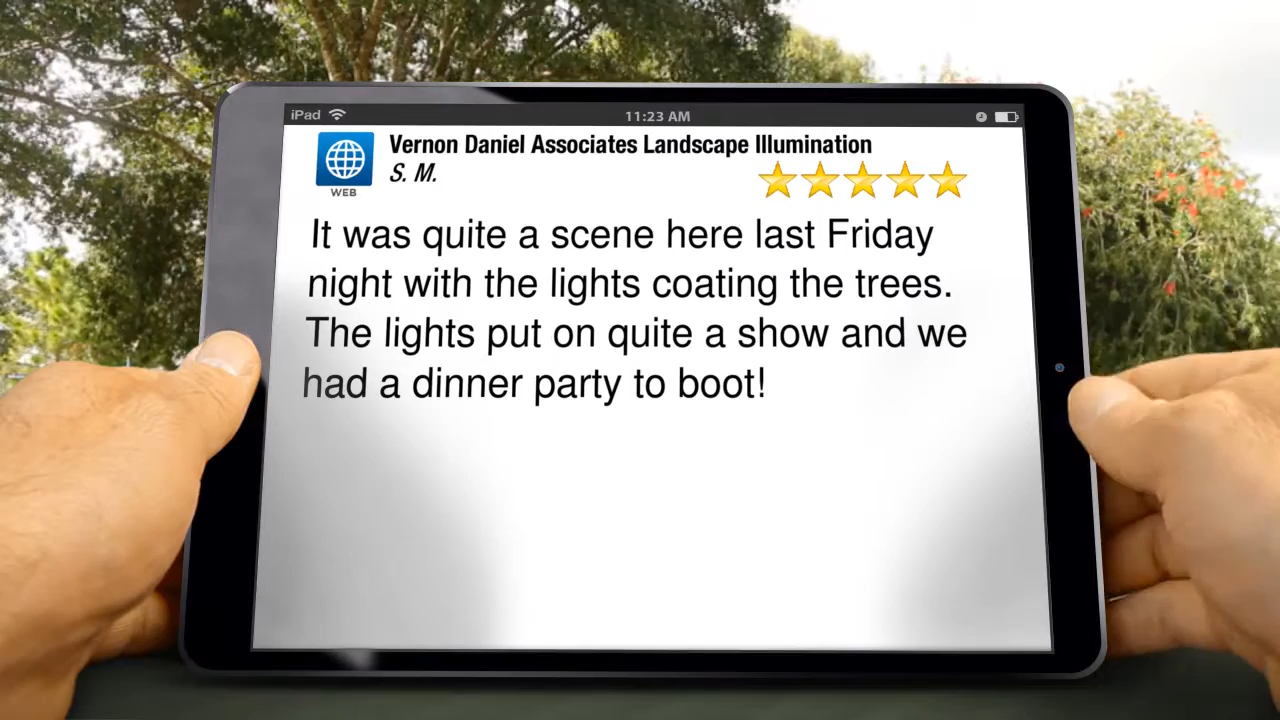 iPad 11:23 AM
Vernon Daniel Associates Landscape Illumination
S. M.
WEB
It was quite a scene here last Friday
night with the lights coating the trees.
The lights put on quite a show and we
had a dinner party to boot!